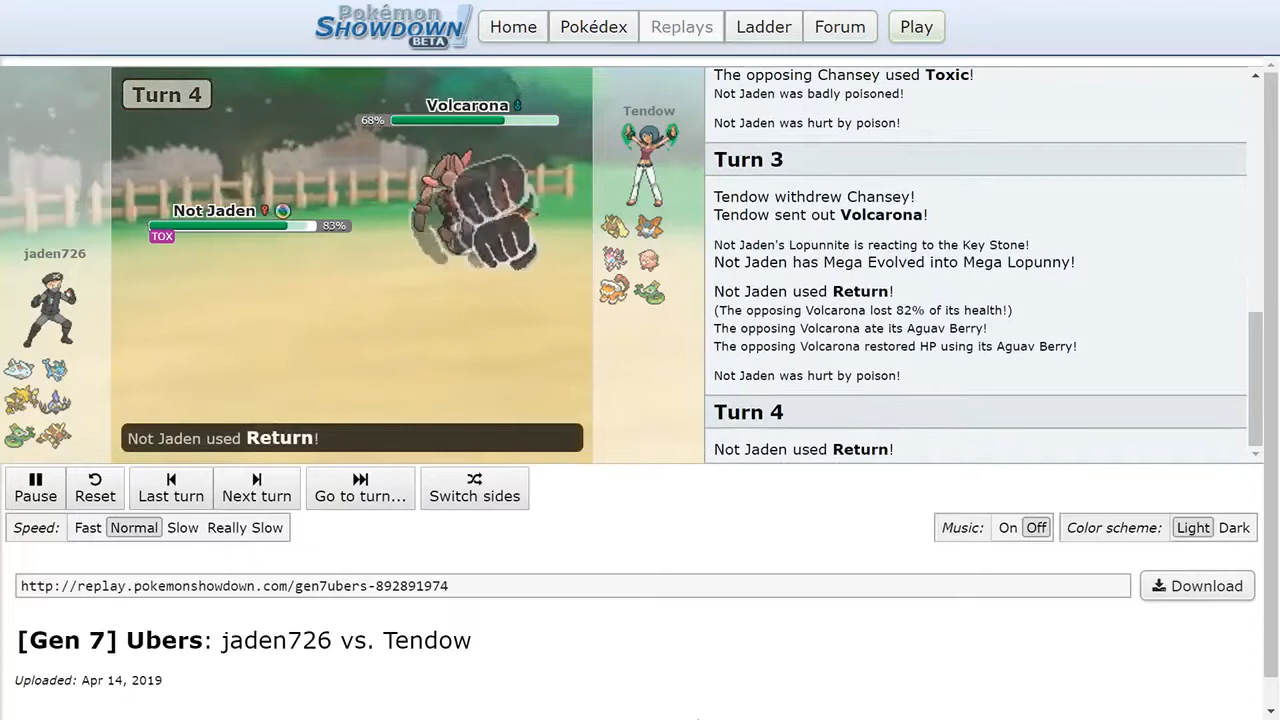 Pokémon
SHOWDOWN!
BETA
Home
Pokédex
Replays
Ladder
Forum
Play
Turn 4
Volcarona
68%
Not Jaden
83%
TOX
jaden726
Tendow
Not Jaden used Return!
The opposing Chansey used Toxic!
Not Jaden was badly poisoned!
Not Jaden was hurt by poison!
Turn 3
Tendow withdrew Chansey!
Tendow sent out Volcarona!
Not Jaden's Lopunnite is reacting to the Key Stone!
Not Jaden has Mega Evolved into Mega Lopunny!
Not Jaden used Return!
(The opposing Volcarona lost 82% of its health!)
The opposing Volcarona ate its Aguav Berry!
The opposing Volcarona restored HP using its Aguav Berry!
Not Jaden was hurt by poison!
Turn 4
Not Jaden used Return!
Pause
Reset
Last turn
Next turn
Go to turn...
Switch sides
Speed: Fast Normal Slow Really Slow
Music: On Off
Color scheme: Light Dark
http://replay.pokemonshowdown.com/gen7ubers-892891974
Download
[Gen 7] Ubers: jaden726 vs. Tendow
Uploaded: Apr 14, 2019